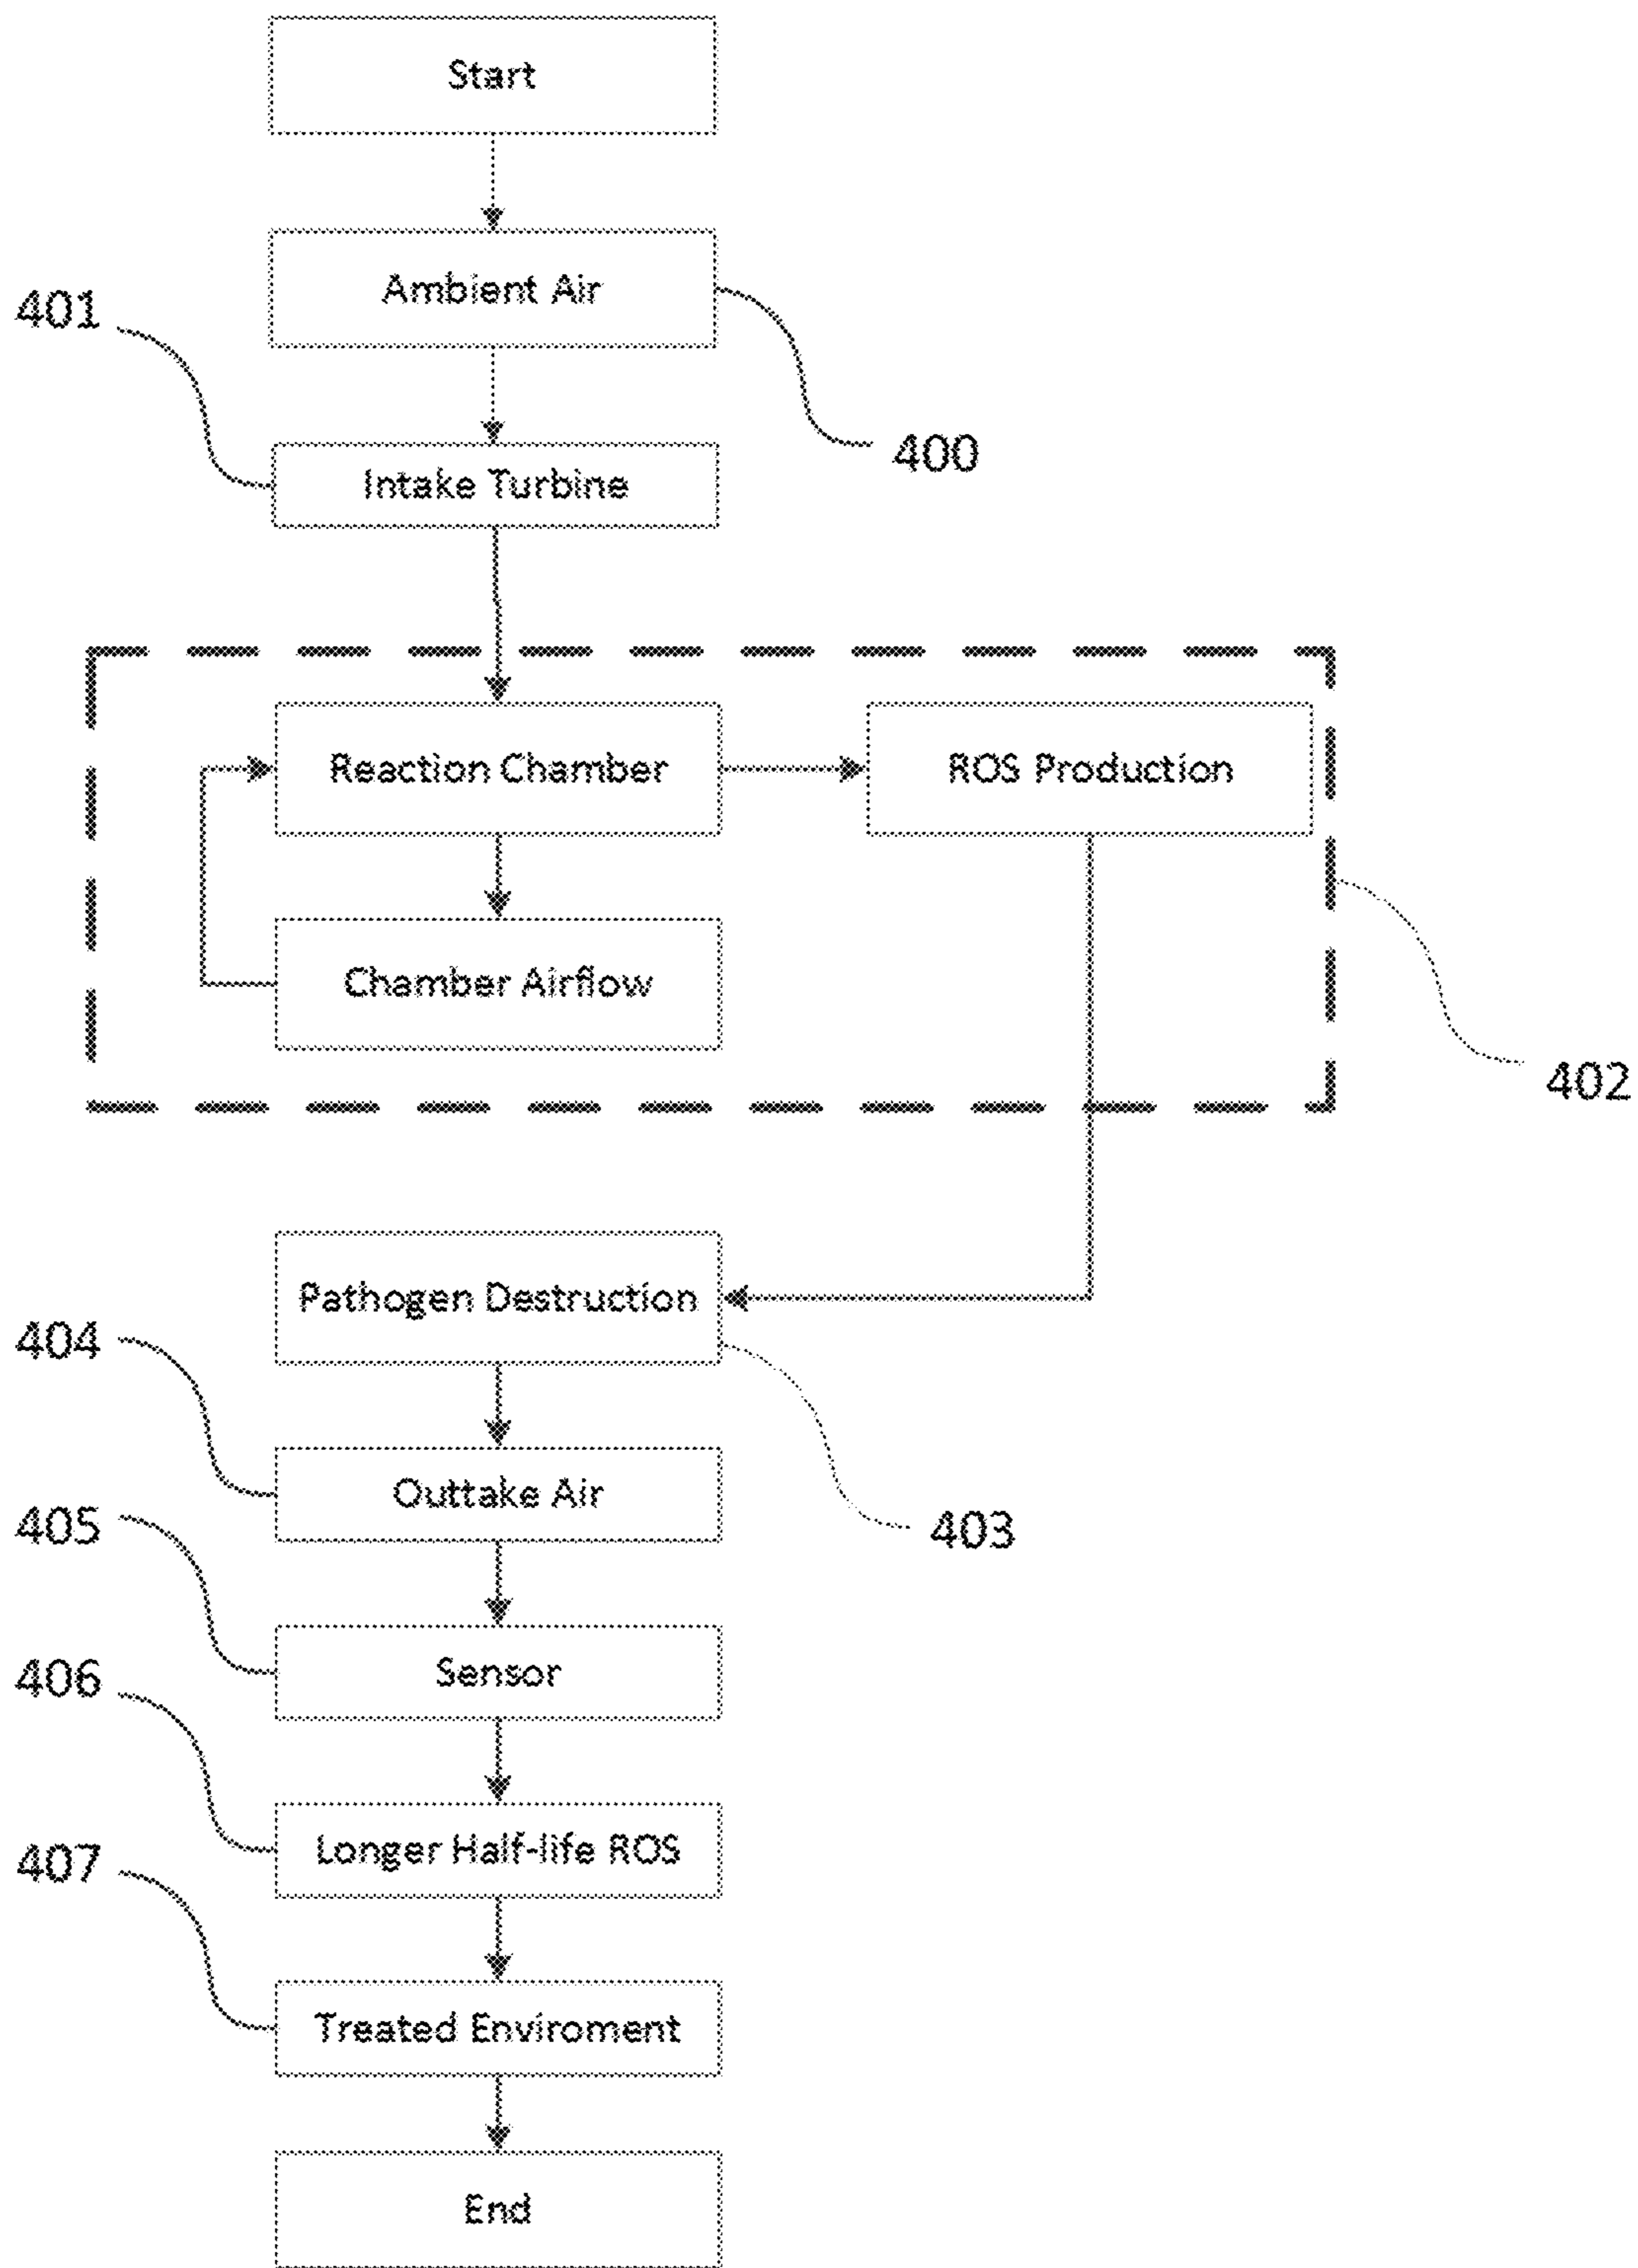 Start
Ambient Air
401
400
Intake Turbine
Reaction Chamber
ROS Production
Chamber Airflow
402
Pathogen Destruction
404
Outtake Air
405
403
Sensor
406
Longer Half-life ROS
407
Treated Enviroment
End